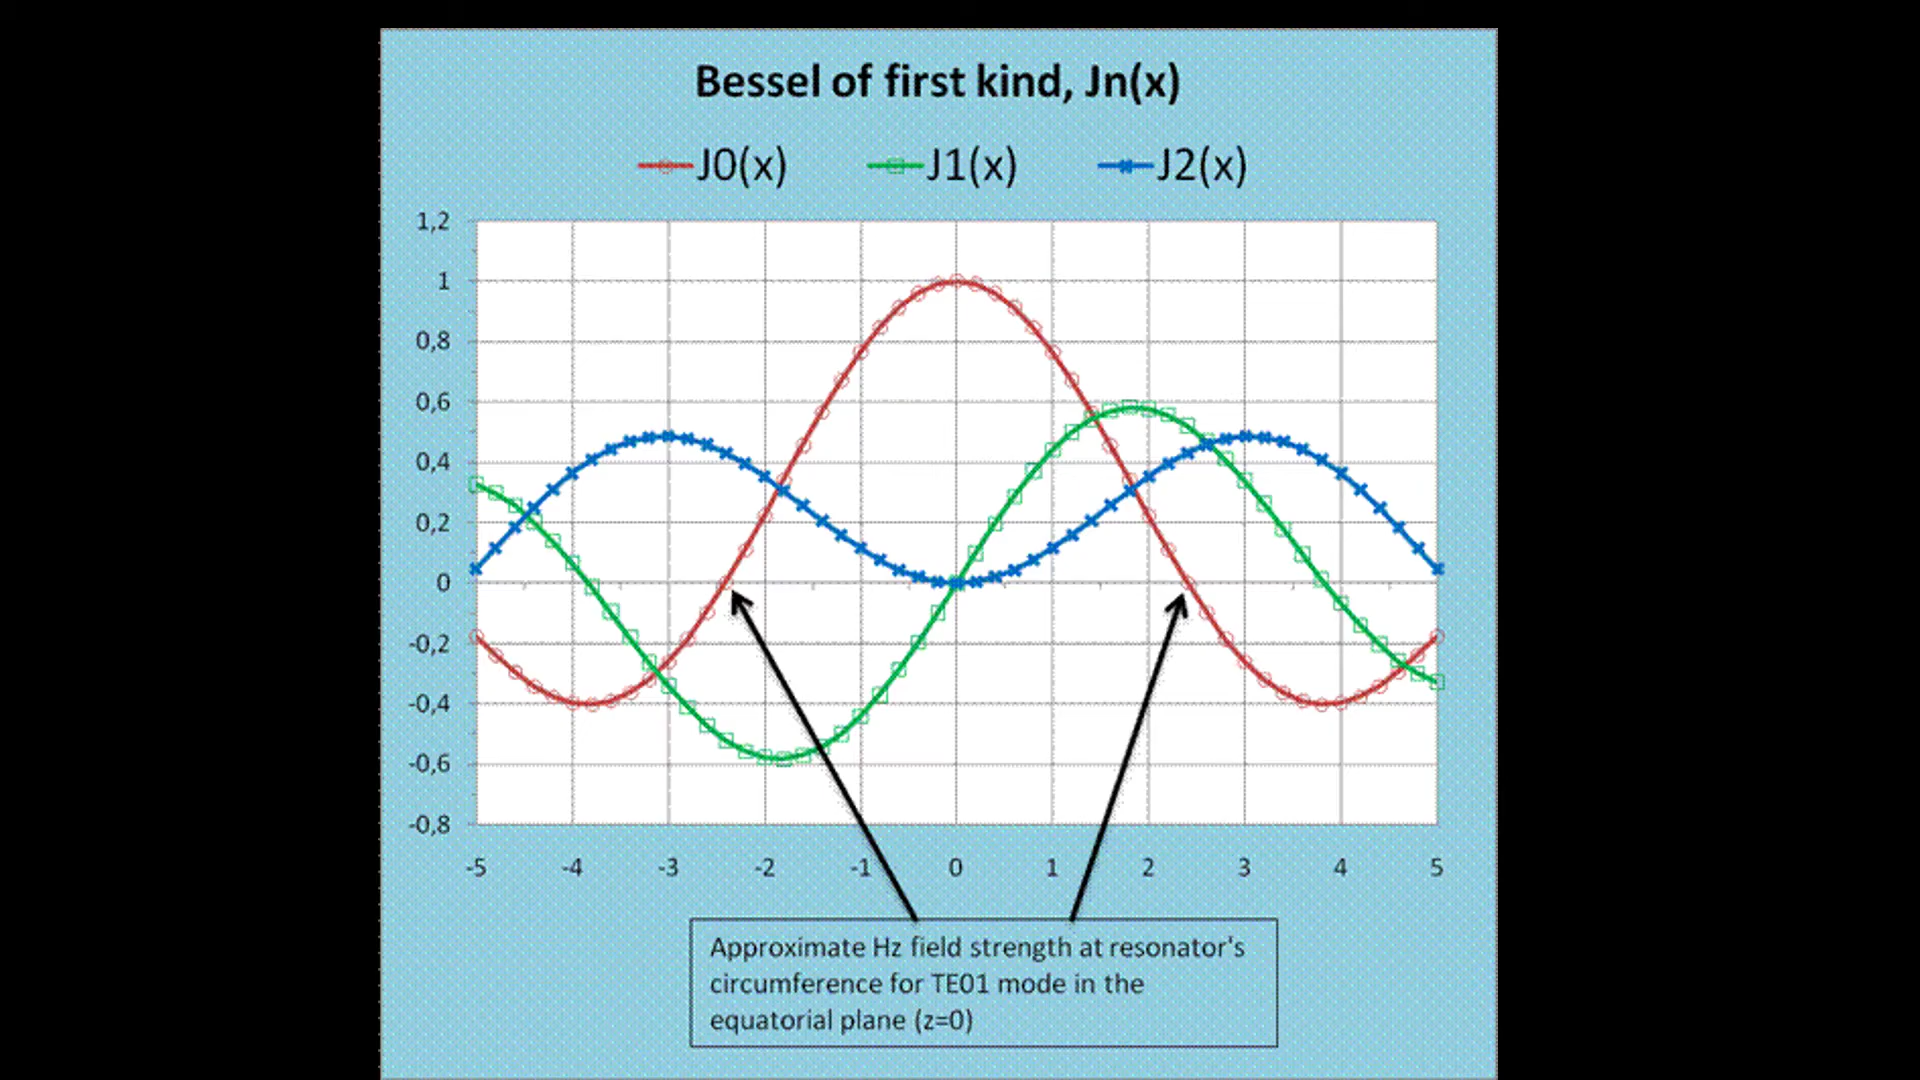 Bessel of first kind, Jn(x)
J0(x) J1(x) J2(x)
1,2
1
0,8
0,6
0,4
0,2
0
-0,2
-0,4
-0,6
-0,8
-5 -4 -3 -2 -1 0 1 2 3 4 5
Approximate Hz field strength at resonator's
circumference for TE01 mode in the
equatorial plane (z=0)